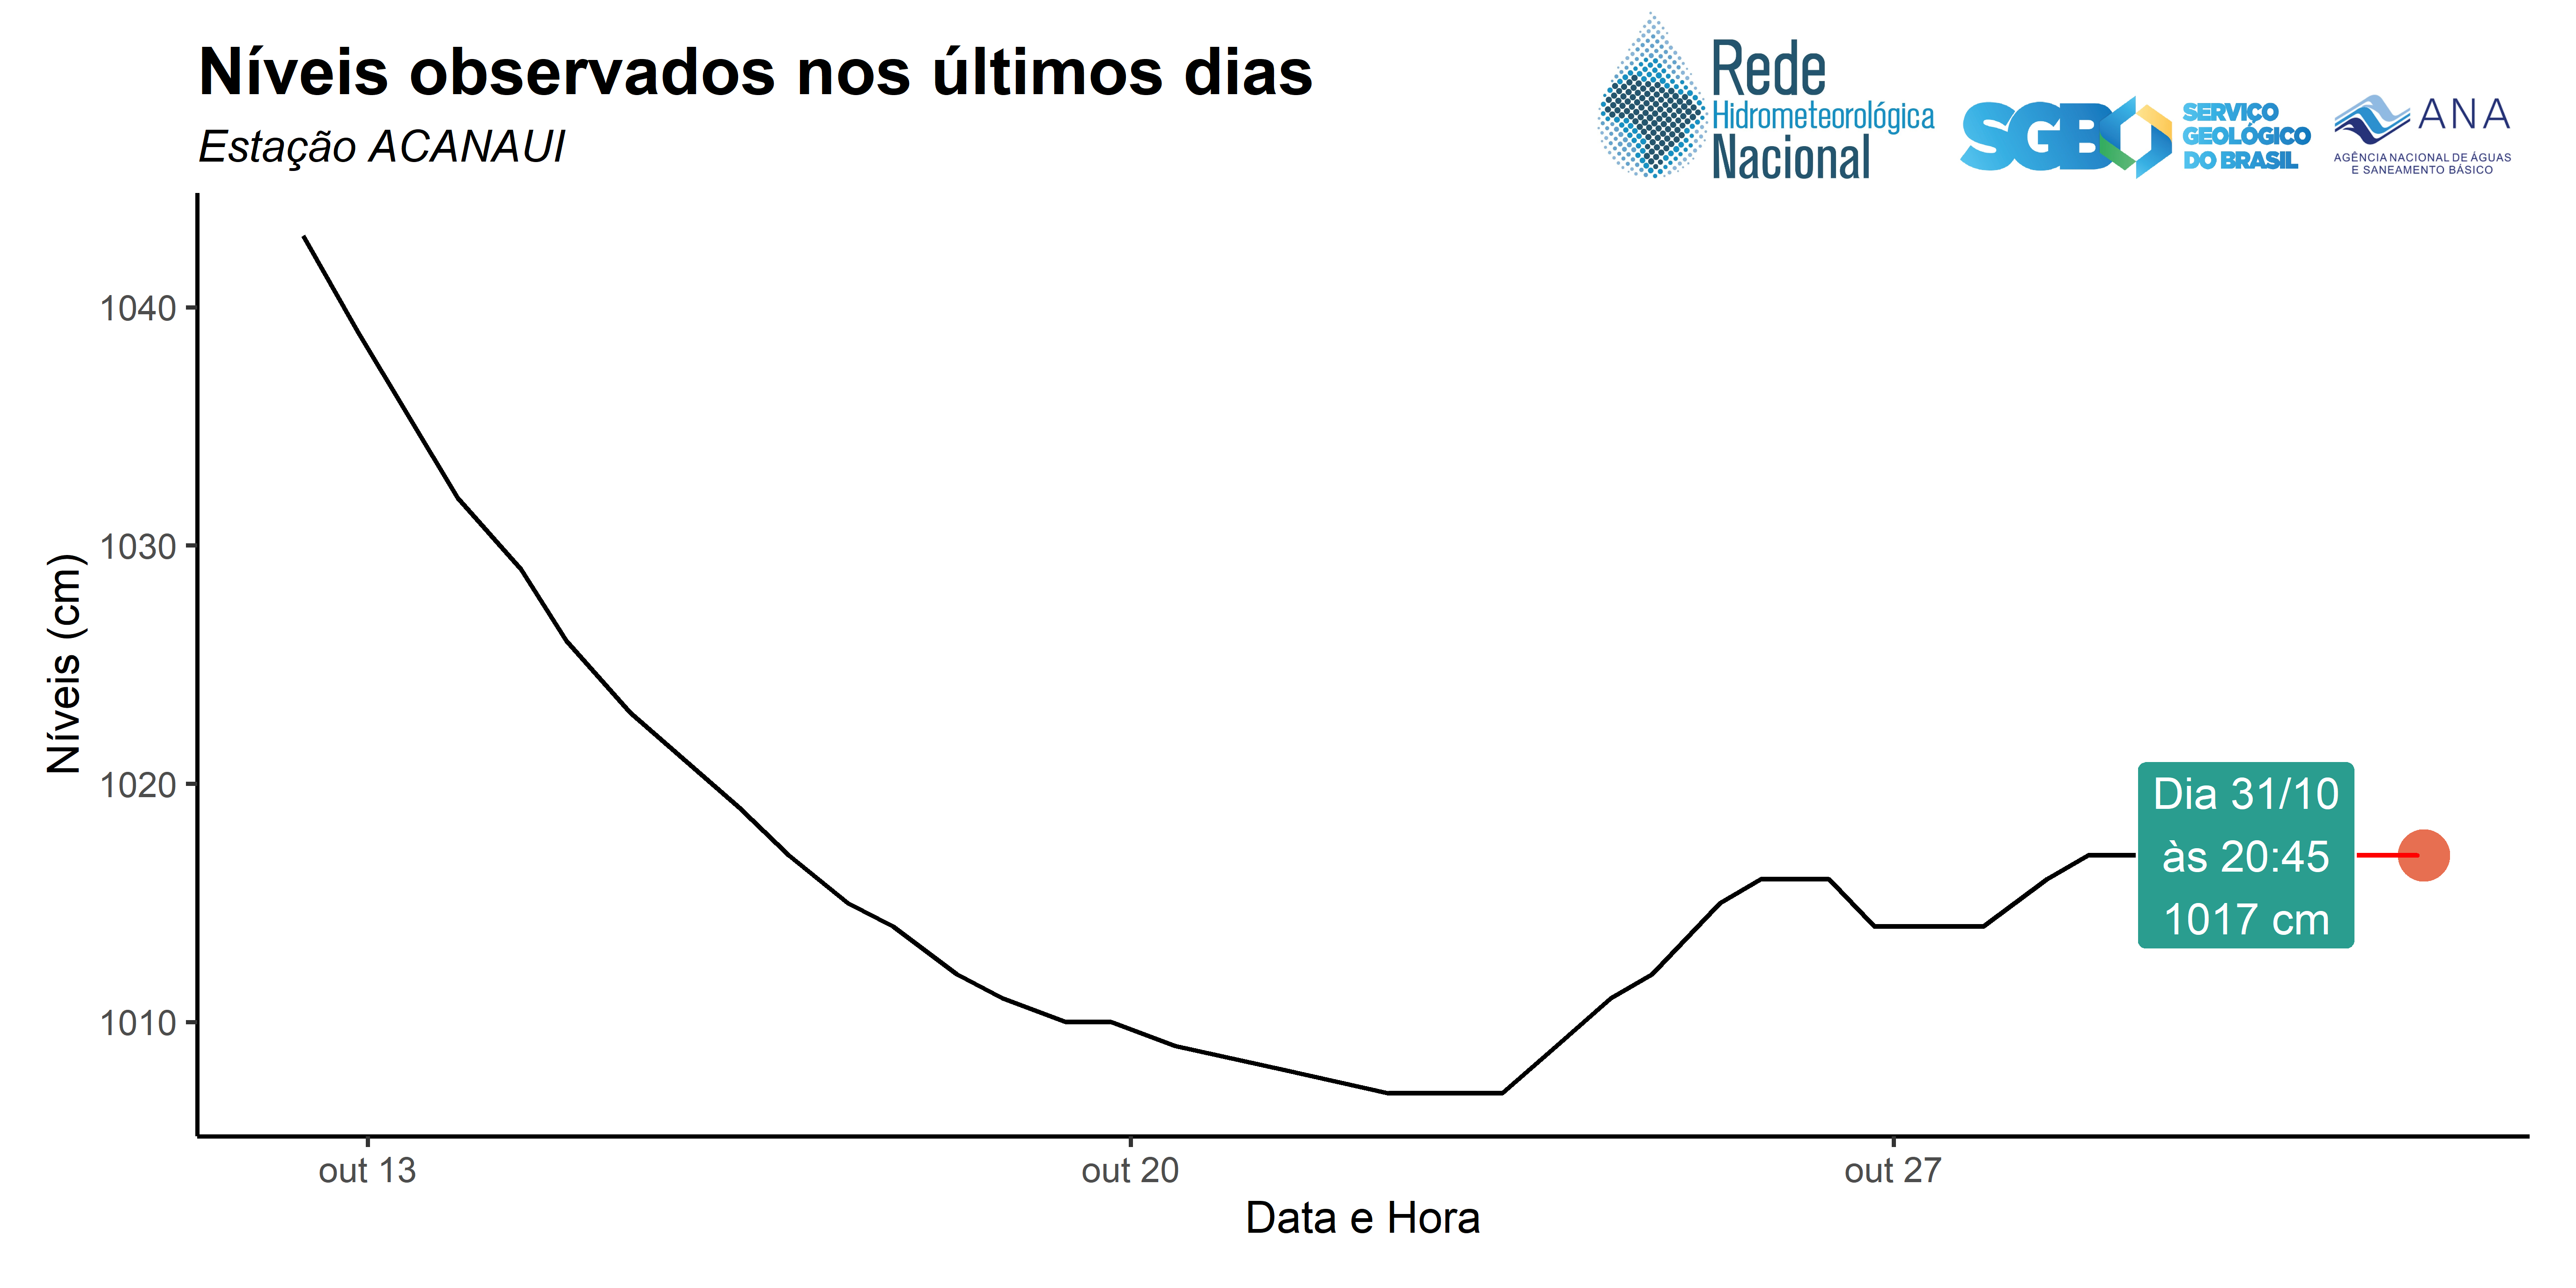 Níveis observados nos últimos dias
Estação ACANAUI
Rede
Hidrometeorológica
Nacional
SGB
SERVIÇO
GEOLÓGICO
DO BRASIL
ANA
AGÊNCIA NACIONAL DE ÁGUAS
E SANEAMENTO BÁSICO
Níveis (cm)
1040
1030
1020
1010
Dia 31/10
às 20:45
1017 cm
out 13
out 20
out 27
Data e Hora